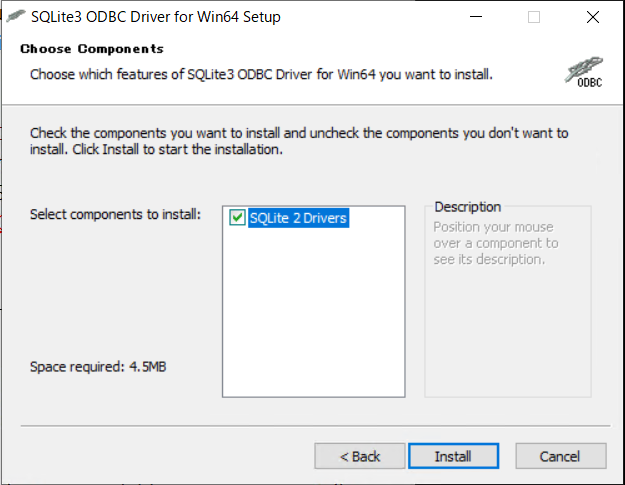 SQLite3 ODBC Driver for Win64 Setup
Choose Components
Choose which features of SQLite3 ODBC Driver for Win64 you want to install.
ODBC
Check the components you want to install and uncheck the components you don't want to
install. Click Install to start the installation.
Select components to install:
SQLite 2 Drivers
Description
Position your mouse
over a component to
see its description.
Space required: 4.5MB
< Back
Install
Cancel